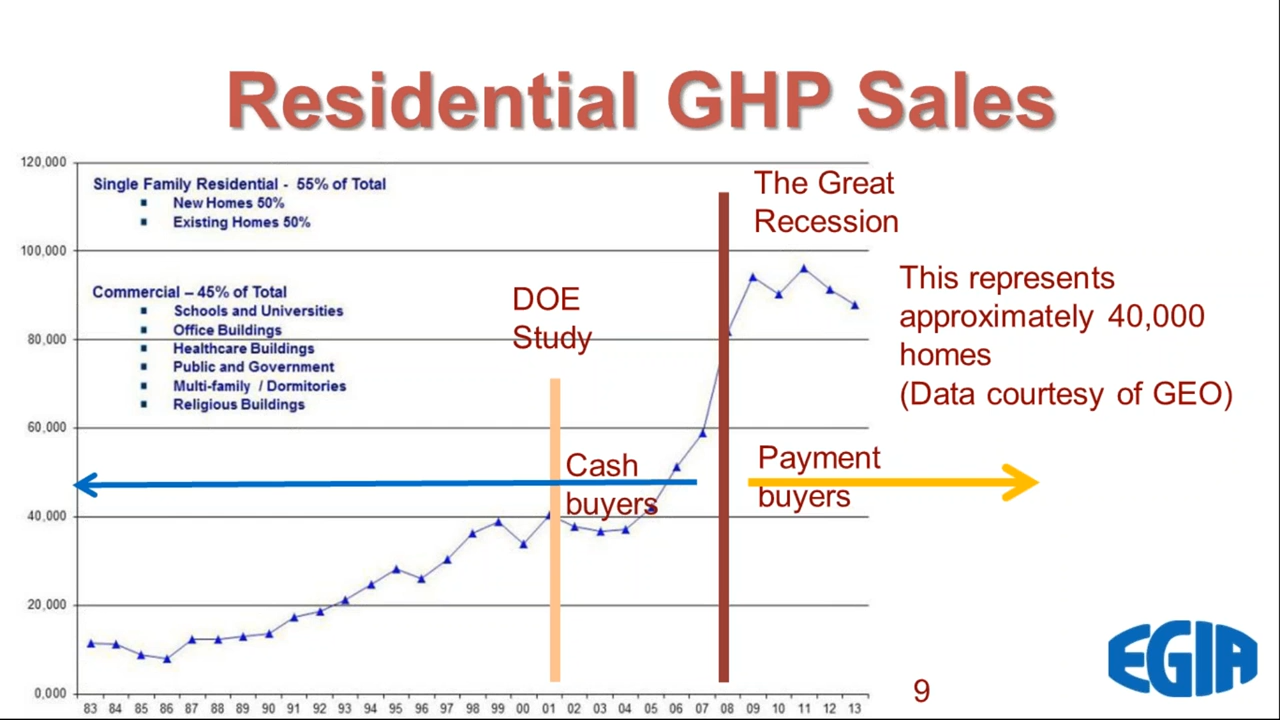 Residential GHP Sales
120,000
Single Family Residential - 55% of Total
▪ New Homes 50%
▪ Existing Homes 50%
100,000
Commercial – 45% of Total
▪ Schools and Universities
▪ Office Buildings
▪ Healthcare Buildings
▪ Public and Government
▪ Multi-family / Dormitories
▪ Religious Buildings
80,000
60,000
40,000
20,000
0,000
DOE
Study
The Great
Recession
This represents
approximately 40,000
homes
(Data courtesy of GEO)
Cash
buyers
Payment
buyers
83 84 85 86 87 88 89 90 91 92 93 94 95 96 97 98 99 00 01 02 03 04 05 06 07 08 09 10 11 12 13
9
EGIA